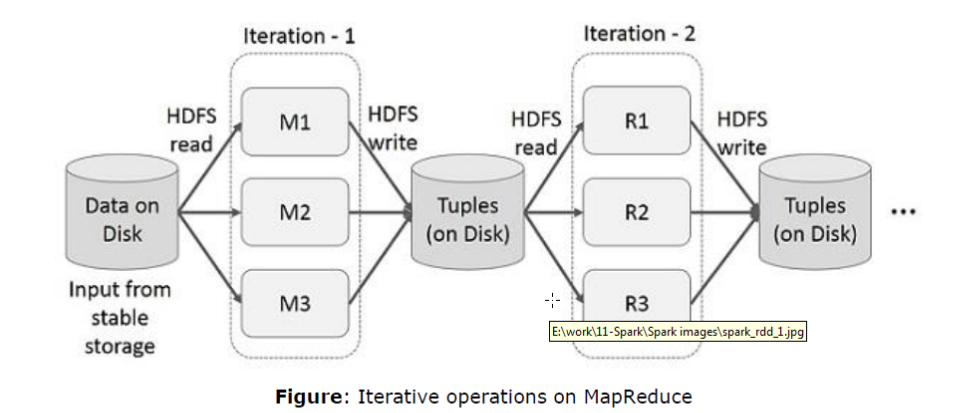 Iteration - 1
Iteration - 2
HDFS
read
M1
HDFS
write
HDFS
read
R1
HDFS
write
Data on
Disk
M2
Tuples
(on Disk)
R2
Tuples
(on Disk)
...
Input from
stable
storage
M3
R3
E:\work\11-Spark\Spark images\spark_rdd_1.jpg
Figure: Iterative operations on MapReduce